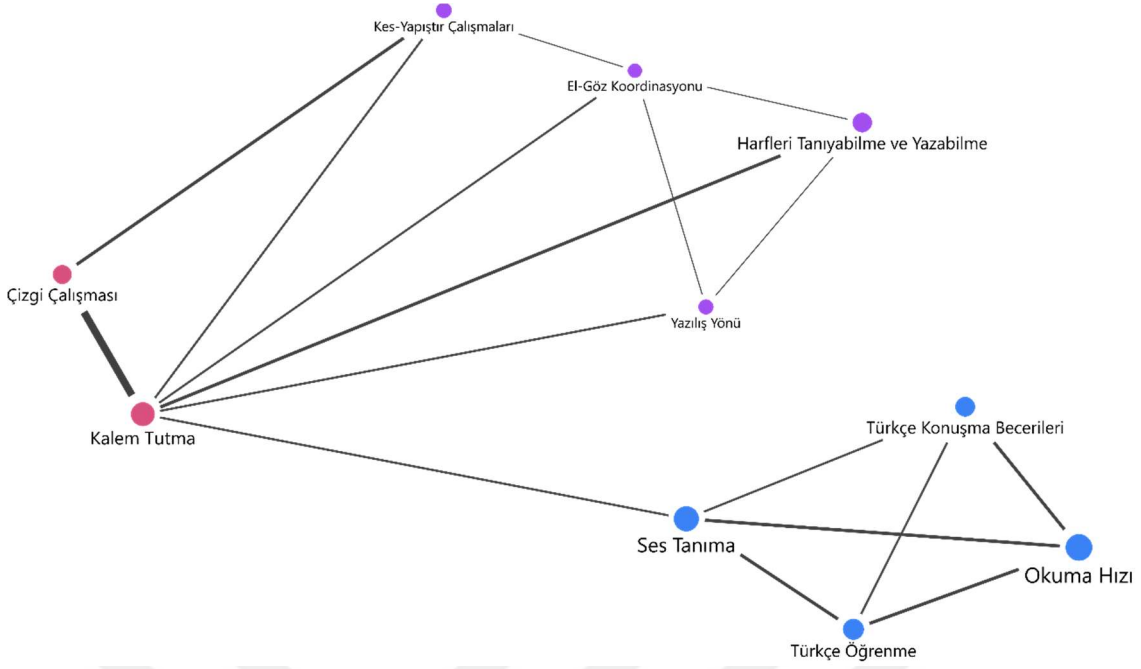 Kes-Yapıştır Çalışmaları
El-Göz Koordinasyonu
Harfleri Tanıyabilme ve Yazabilme
Çizgi Çalışması
Yazılış Yönü
Kalem Tutma
Türkçe Konuşma Becerileri
Ses Tanıma
Okuma Hızı
Türkçe Öğrenme